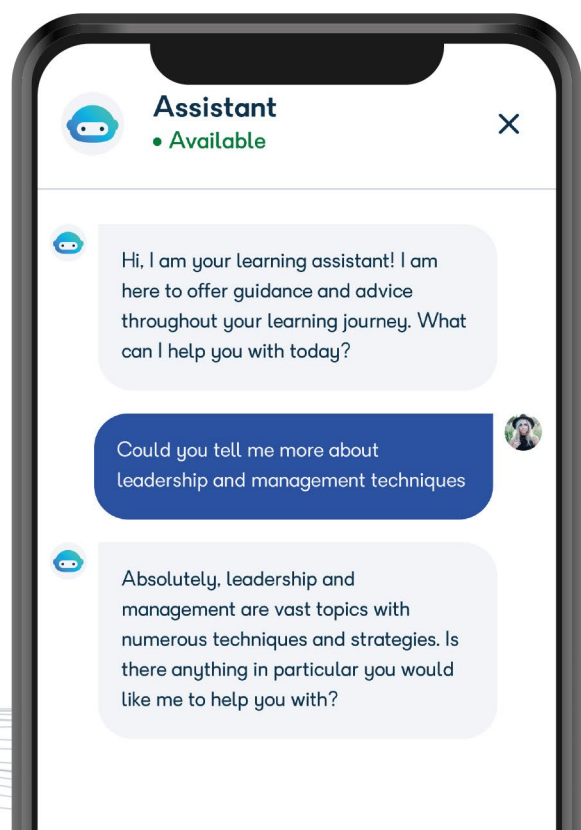 Assistant
• Available
Hi, I am your learning assistant! I am
here to offer guidance and advice
throughout your learning journey. What
can I help you with today?
Could you tell me more about
leadership and management techniques
Absolutely, leadership and
management are vast topics with
numerous techniques and strategies. Is
there anything in particular you would
like me to help you with?